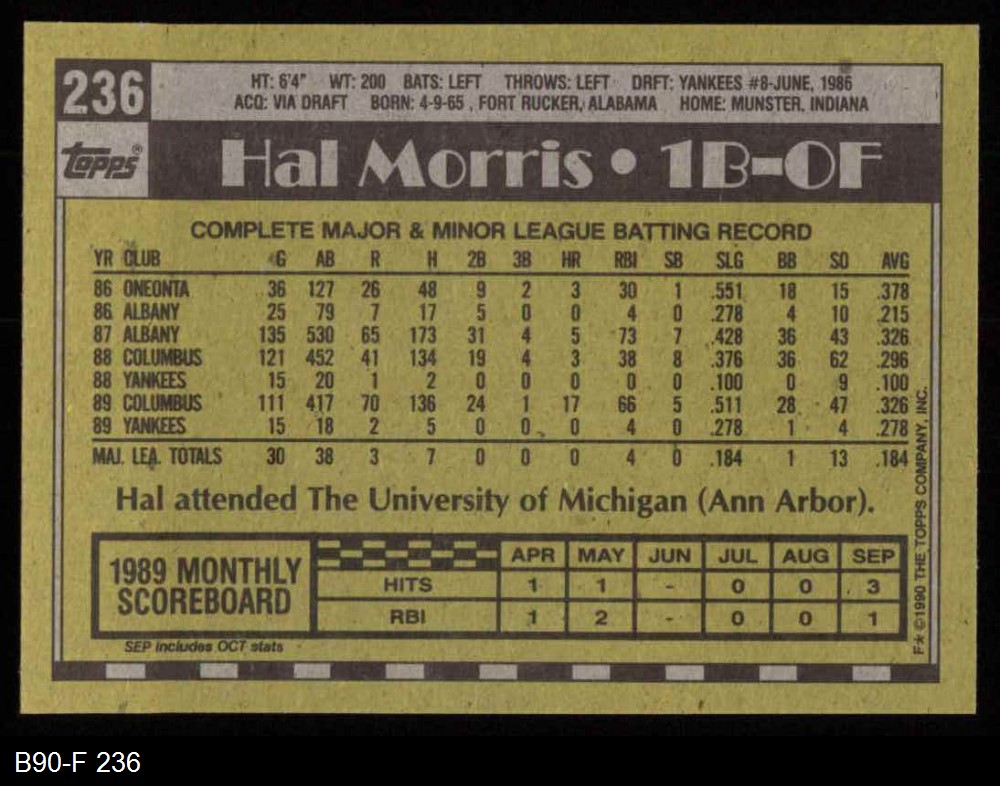 236
HT: 6'4" WT: 200 BATS: LEFT THROWS: LEFT DRFT: YANKEES #8-JUNE, 1986
ACQ: VIA DRAFT BORN: 4-9-65 , FORT RUCKER, ALABAMA HOME: MUNSTER, INDIANA
topps®
Hal Morris • 1B-OF
COMPLETE MAJOR & MINOR LEAGUE BATTING RECORD
YR CLUB G AB R H 2B 3B HR RBI SB SLG BB SO AVG
86 ONEONTA 36 127 26 48 9 2 3 30 1 .551 18 15 .378
86 ALBANY 25 79 7 17 5 0 0 4 0 .278 4 10 .215
87 ALBANY 135 530 65 173 31 4 5 73 7 .428 36 43 .326
88 COLUMBUS 121 452 41 134 19 4 3 38 8 .376 36 62 .296
88 YANKEES 15 20 1 2 0 0 0 0 0 .100 0 9 .100
89 COLUMBUS 111 417 70 136 24 1 17 66 5 .511 28 47 .326
89 YANKEES 15 18 2 5 0 0 0 4 0 .278 1 4 .278
MAJ. LEA. TOTALS 30 38 3 7 0 0 0 4 0 .184 1 13 .184
Hal attended The University of Michigan (Ann Arbor).
1989 MONTHLY
SCOREBOARD
APR MAY JUN JUL AUG SEP
HITS 1 1 - 0 0 3
RBI 1 2 - 0 0 1
SEP includes OCT stats
F★ ©1990 THE TOPPS COMPANY, INC.
B90-F 236